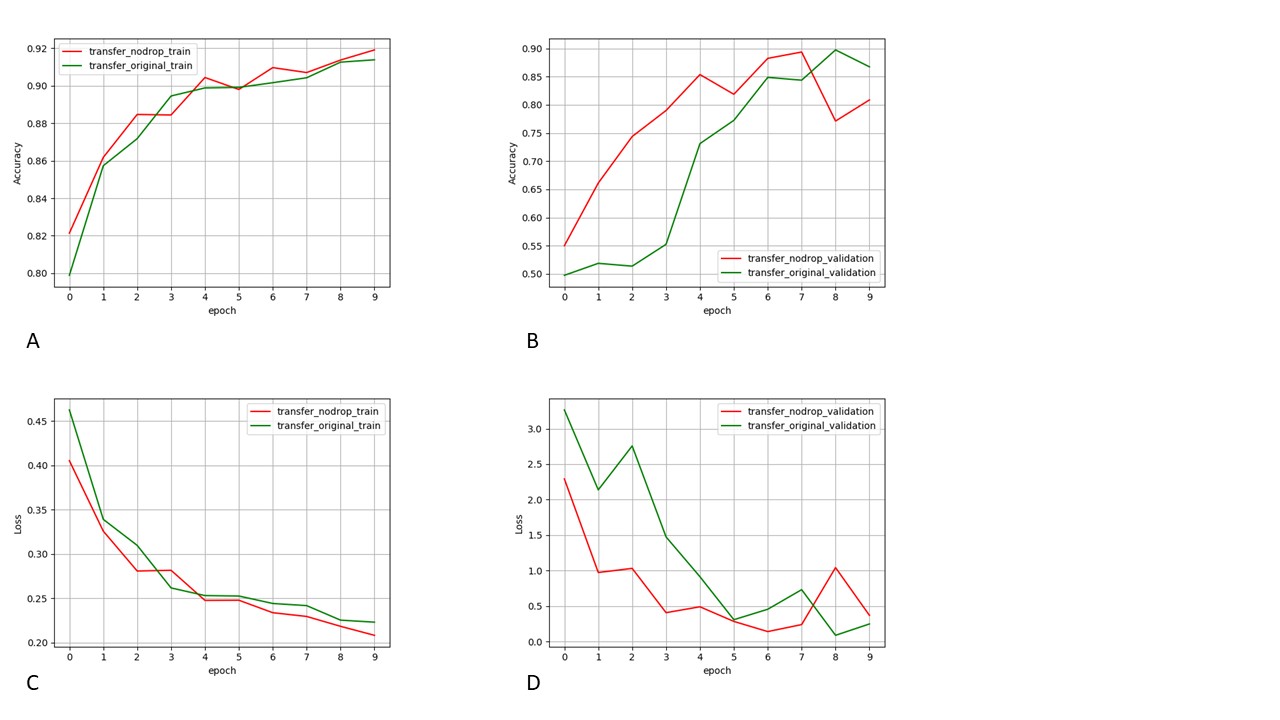 transfer_nodrop_train
transfer_original_train
0.92
0.90
0.88
0.86
0.84
0.82
0.80
Accuracy
0 1 2 3 4 5 6 7 8 9
epoch
A
0.90
0.85
0.80
0.75
0.70
0.65
0.60
0.55
0.50
Accuracy
transfer_nodrop_validation
transfer_original_validation
0 1 2 3 4 5 6 7 8 9
epoch
B
transfer_nodrop_train
transfer_original_train
0.45
0.40
0.35
0.30
0.25
0.20
Loss
0 1 2 3 4 5 6 7 8 9
epoch
C
transfer_nodrop_validation
transfer_original_validation
3.0
2.5
2.0
1.5
1.0
0.5
0.0
Loss
0 1 2 3 4 5 6 7 8 9
epoch
D